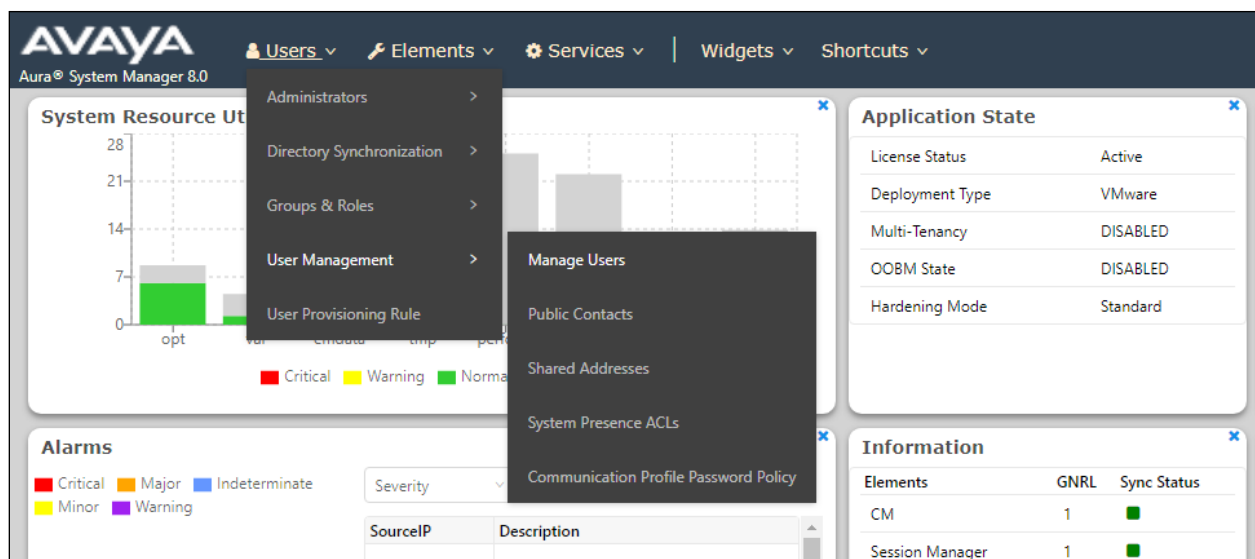 AVAYA
Aura® System Manager 8.0
Users Elements Services Widgets Shortcuts
Administrators
Directory Synchronization
Groups & Roles
User Management
User Provisioning Rule
Manage Users
Public Contacts
Shared Addresses
System Presence ACLs
Communication Profile Password Policy
System Resource Ut
28
21
14
7
0
opt
Critical Warning Norma
Application State
License Status Active
Deployment Type VMware
Multi-Tenancy DISABLED
OOBM State DISABLED
Hardening Mode Standard
Alarms
Critical Major Indeterminate
Minor Warning
Severity
SourceIP Description
Information
Elements GNRL Sync Status
CM 1
Session Manager 1